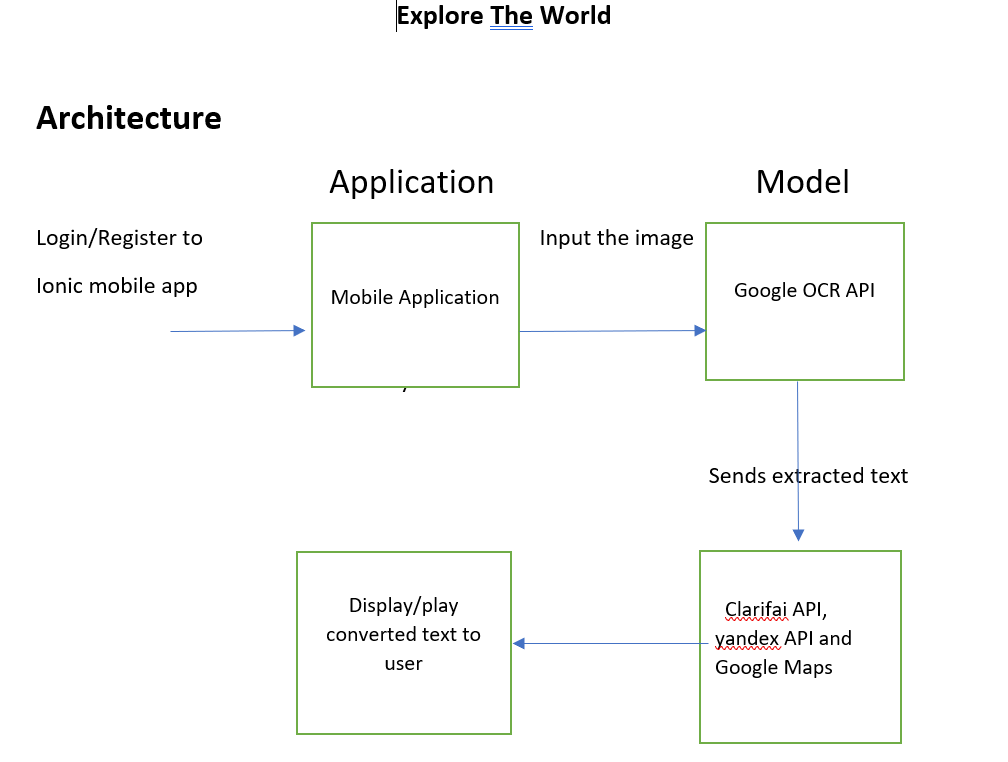 Explore The World
Architecture
Application
Model
Login/Register to
Ionic mobile app
Mobile Application
Input the image
Google OCR API
Sends extracted text
Display/play
converted text to
user
Clarifai API,
yandex API and
Google Maps